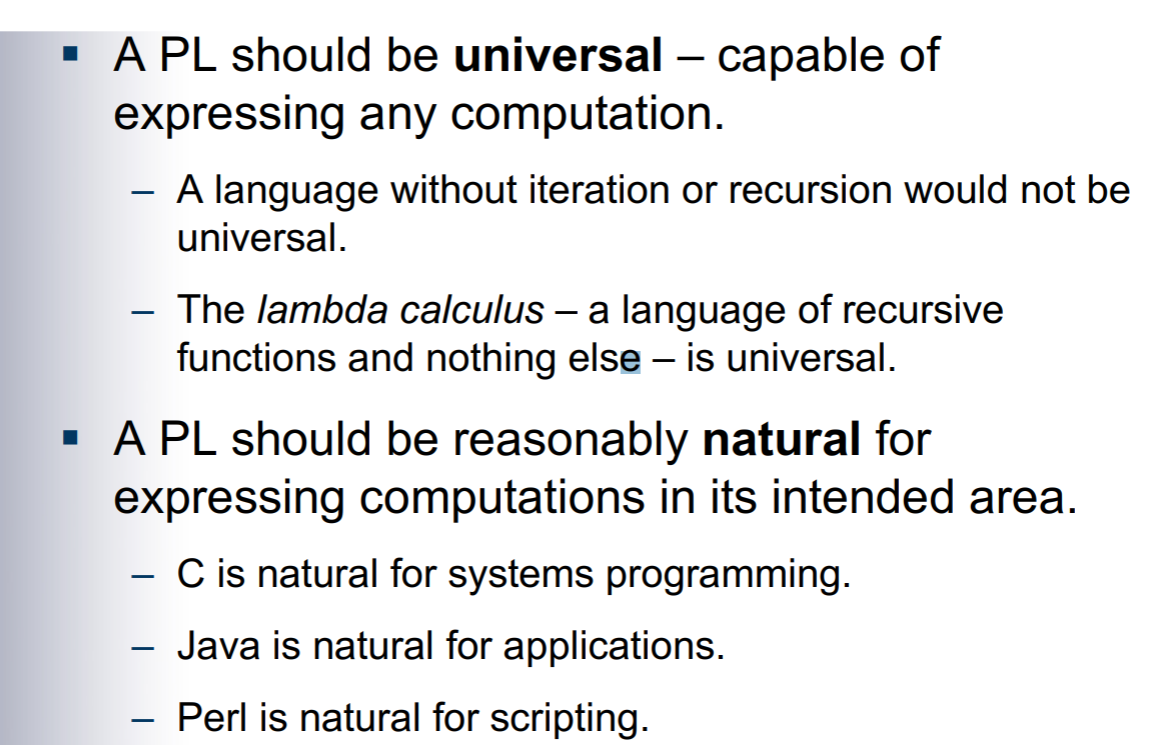 ▪ A PL should be universal – capable of
expressing any computation.
– A language without iteration or recursion would not be
universal.
– The lambda calculus – a language of recursive
functions and nothing else – is universal.
▪ A PL should be reasonably natural for
expressing computations in its intended area.
– C is natural for systems programming.
– Java is natural for applications.
– Perl is natural for scripting.